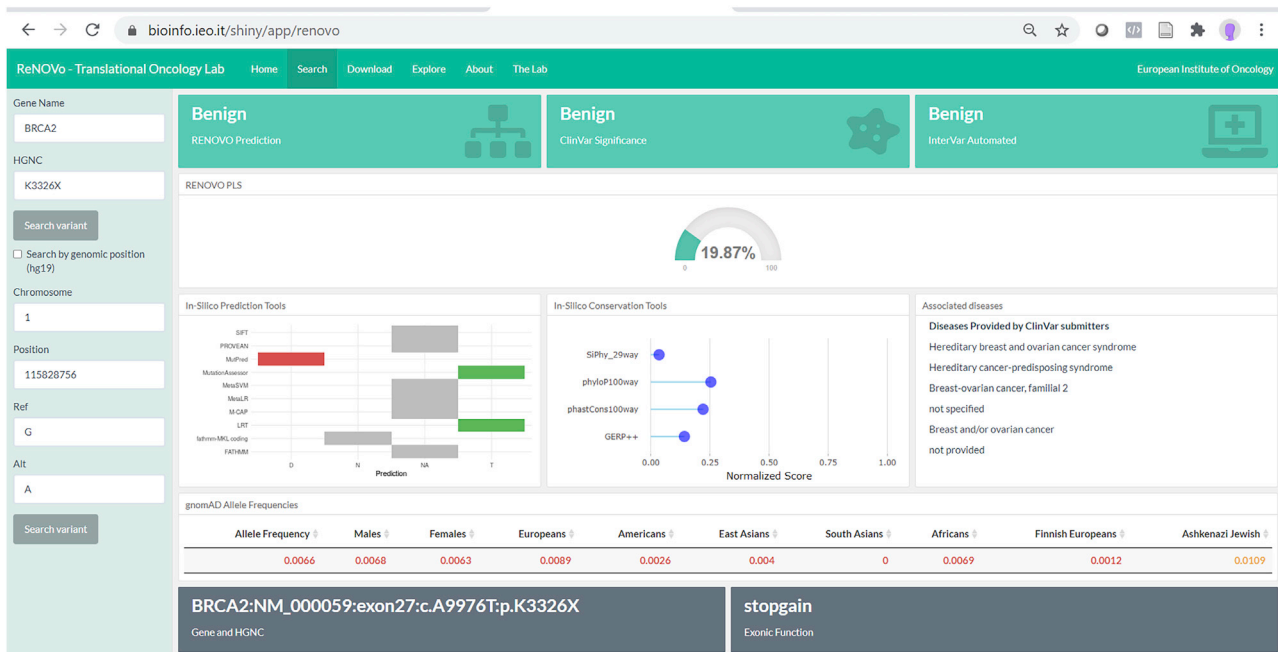 bioinfo.ieo.it/shiny/app/renovo
ReNOVo - Translational Oncology Lab Home Search Download Explore About The Lab European Institute of Oncology
Gene Name
BRCA2
HGNC
K3326X
Search variant
Search by genomic position
(hg19)
Chromosome
1
Position
115828756
Ref
G
Alt
A
Search variant
Benign
RENOVO Prediction
Benign
ClinVar Significance
Benign
InterVar Automated
RENOVO PLS
19.87%
0 100
In-Silico Prediction Tools
SIFT
PROVEAN
MutPred
MutationAssessor
MetaSVM
MetaLR
M-CAP
LRT
fathmm-MKL coding
FATHMM
D N NA T
Prediction
In-Silico Conservation Tools
SiPhy_29way
phyloP100way
phastCons100way
GERP++
0.00 0.25 0.50 0.75 1.00
Normalized Score
Associated diseases
Diseases Provided by ClinVar submitters
Hereditary breast and ovarian cancer syndrome
Hereditary cancer-predisposing syndrome
Breast-ovarian cancer, familial 2
not specified
Breast and/or ovarian cancer
not provided
gnomAD Allele Frequencies
Allele Frequency Males Females Europeans Americans East Asians South Asians Africans Finnish Europeans Ashkenazi Jewish
0.0066 0.0068 0.0063 0.0089 0.0026 0.004 0 0.0069 0.0012 0.0109
BRCA2:NM_000059:exon27:c.A9976T:p.K3326X
Gene and HGNC
stopgain
Exonic Function